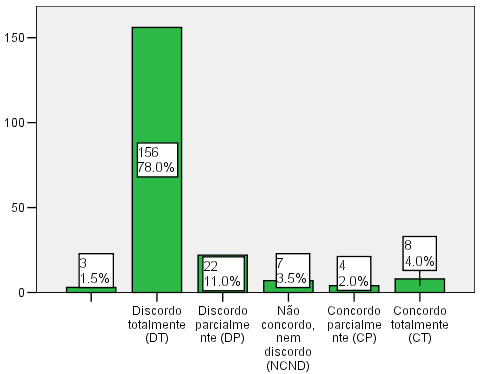 150
100
50
0
3
1.5%
156
78.0%
22
11.0%
7
3.5%
4
2.0%
8
4.0%
Discordo
totalmente
(DT)
Discordo
parcialme
nte (DP)
Não
concordo,
nem
discordo
(NCND)
Concordo
parcialme
nte (CP)
Concordo
totalmente
(CT)